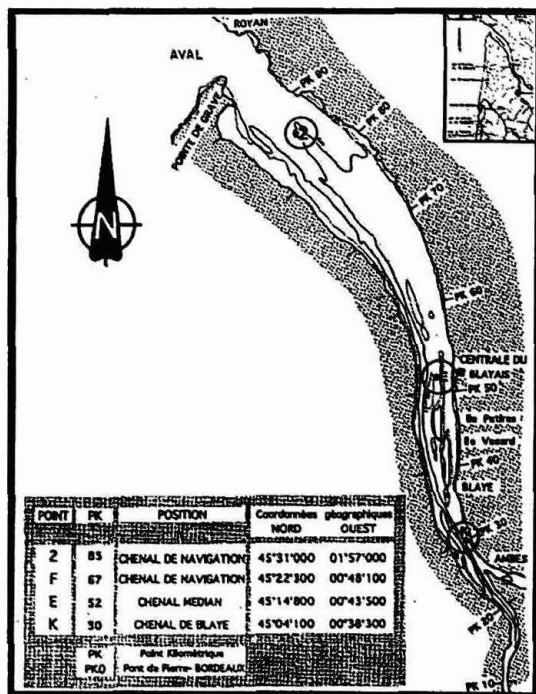 ROYAN
AVAL
POINTE DE GRAVE
PK 90
PK 80
PK 70
PK 60
N
CENTRALE DU
BLAYAIS
PK 50
Ile Patiras
Ile Vasard
PK 40
BLAYE
PK 30
AMBES
PK 20
PK 10
POINT PK POSITION Coordonnées géographiques
NORD OUEST
2 85 CHENAL DE NAVIGATION 45°31'000 01°57'000
F 67 CHENAL DE NAVIGATION 45°22'300 00°48'100
E 52 CHENAL MEDIAN 45°14'800 00°43'500
K 30 CHENAL DE BLAYE 45°04'100 00°38'300
PK Point Kilométrique
PK0 Pont de Pierre- BORDEAUX